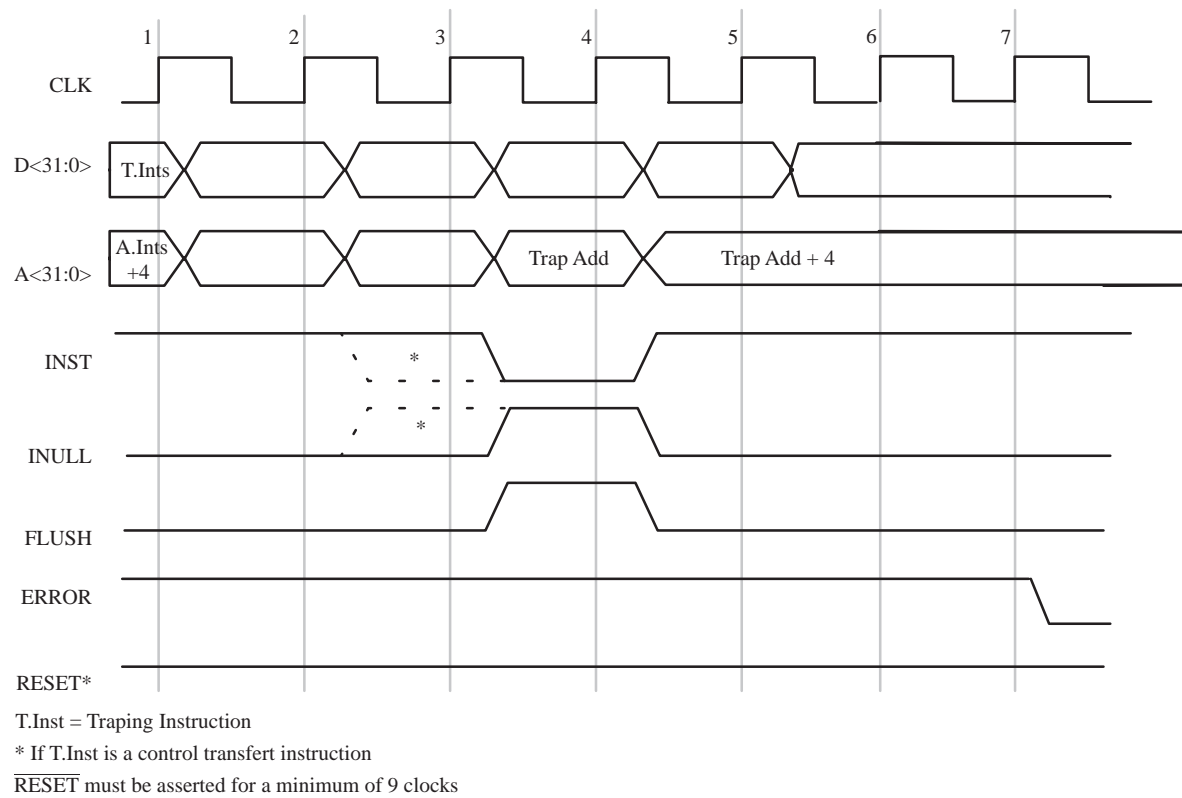 1 2 3 4 5 6 7
CLK
D<31:0>
T.Ints
A<31:0>
A.Ints
+4
Trap Add
Trap Add + 4
INST
*
*
INULL
FLUSH
ERROR
RESET*
T.Inst = Traping Instruction
* If T.Inst is a control transfert instruction
RESET must be asserted for a minimum of 9 clocks